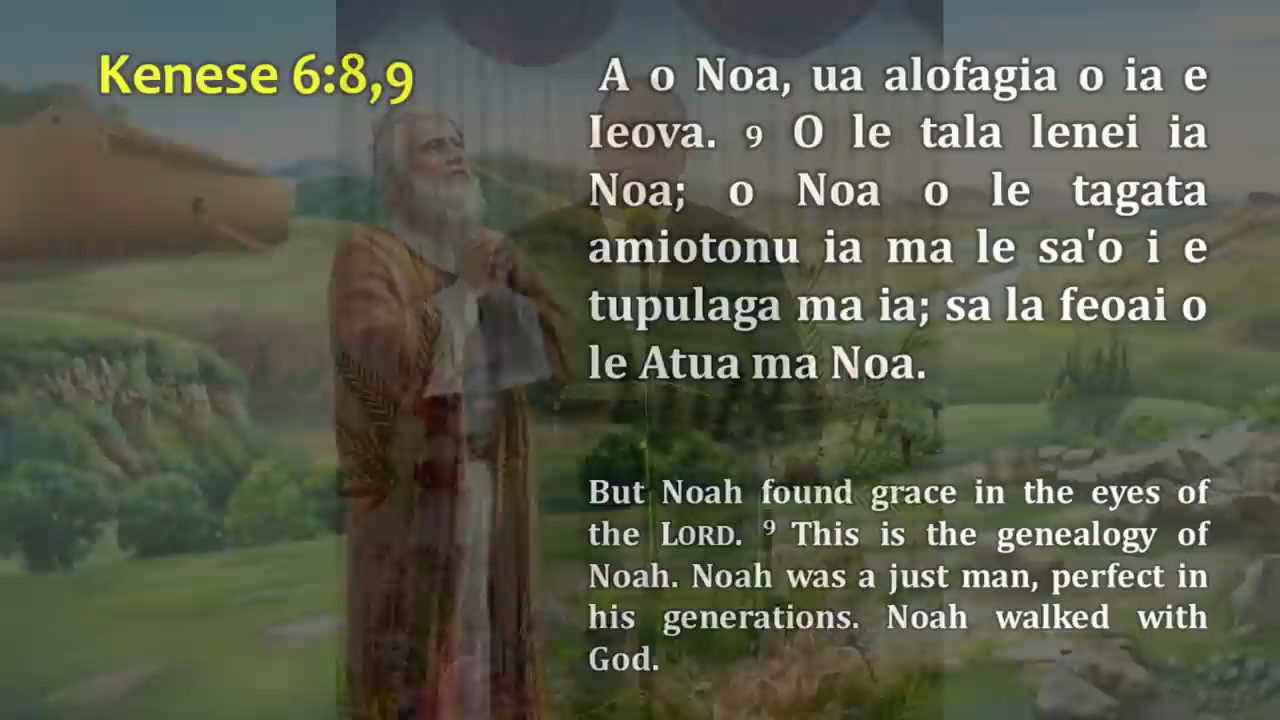 Kenese 6:8,9
A o Noa, ua alofagia o ia e
Ieova. 9 O le tala lenei ia
Noa; o Noa o le tagata
amiotonu ia ma le sa'o i e
tupulaga ma ia; sa la feoai o
le Atua ma Noa.
But Noah found grace in the eyes of
the LORD. 9 This is the genealogy of
Noah. Noah was a just man, perfect in
his generations. Noah walked with
God.